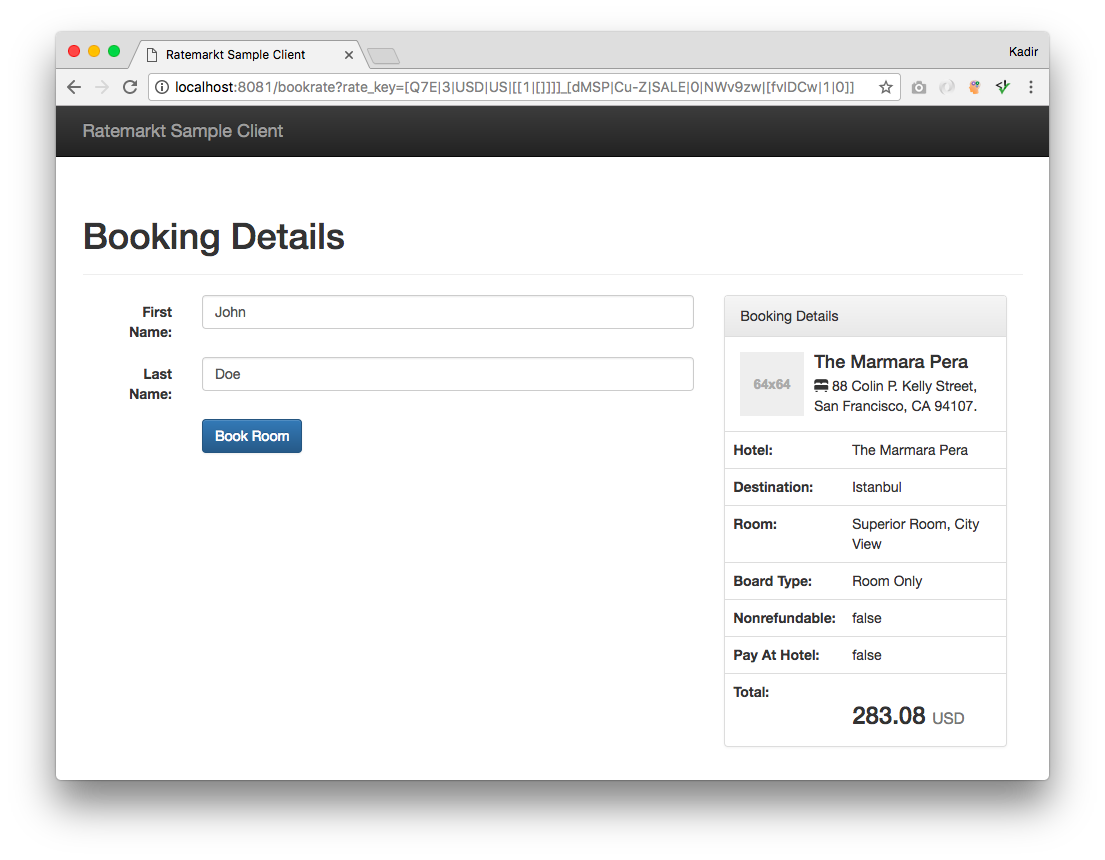 Ratemarkt Sample Client
Kadir
localhost:8081/bookrate?rate_key=[Q7E|3|USD|US|[[1|[]]]]_[dMSP|Cu-Z|SALE|0|NWv9zw|[fvIDCw|1|0]]
Ratemarkt Sample Client
Booking Details
First
Name:
John
Last
Name:
Doe
Book Room
Booking Details
64x64
The Marmara Pera
88 Colin P. Kelly Street,
San Francisco, CA 94107.
Hotel: The Marmara Pera
Destination: Istanbul
Room: Superior Room, City
View
Board Type: Room Only
Nonrefundable: false
Pay At Hotel: false
Total:
283.08 USD